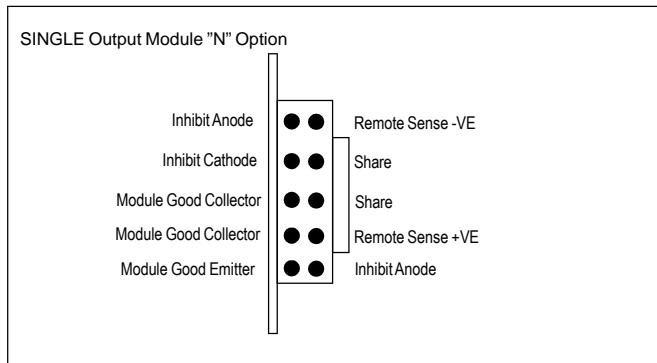 SINGLE Output Module ”N” Option
Inhibit Anode Remote Sense -VE
Inhibit Cathode Share
Module Good Collector Share
Module Good Collector Remote Sense +VE
Module Good Emitter Inhibit Anode